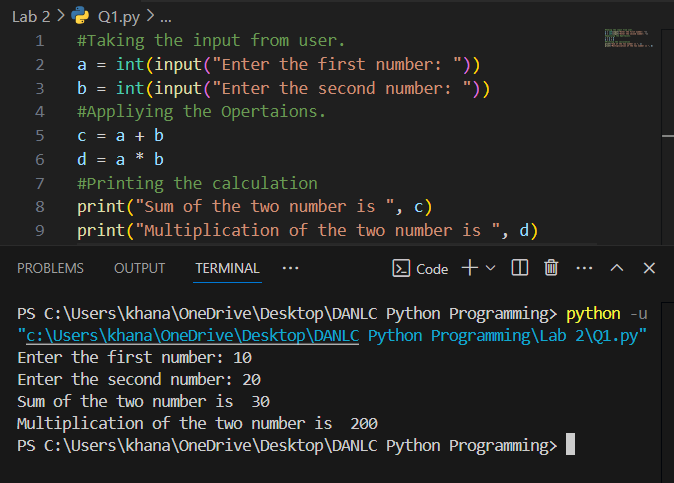 Lab 2 > Q1.py > ...
1 #Taking the input from user.
2 a = int(input("Enter the first number: "))
3 b = int(input("Enter the second number: "))
4 #Appliying the Opertaions.
5 c = a + b
6 d = a * b
7 #Printing the calculation
8 print("Sum of the two number is ", c)
9 print("Multiplication of the two number is ", d)
PROBLEMS OUTPUT TERMINAL ··· Code ···
PS C:\Users\khana\OneDrive\Desktop\DANLC Python Programming> python -u
"c:\Users\khana\OneDrive\Desktop\DANLC Python Programming\Lab 2\Q1.py"
Enter the first number: 10
Enter the second number: 20
Sum of the two number is  30
Multiplication of the two number is  200
PS C:\Users\khana\OneDrive\Desktop\DANLC Python Programming>